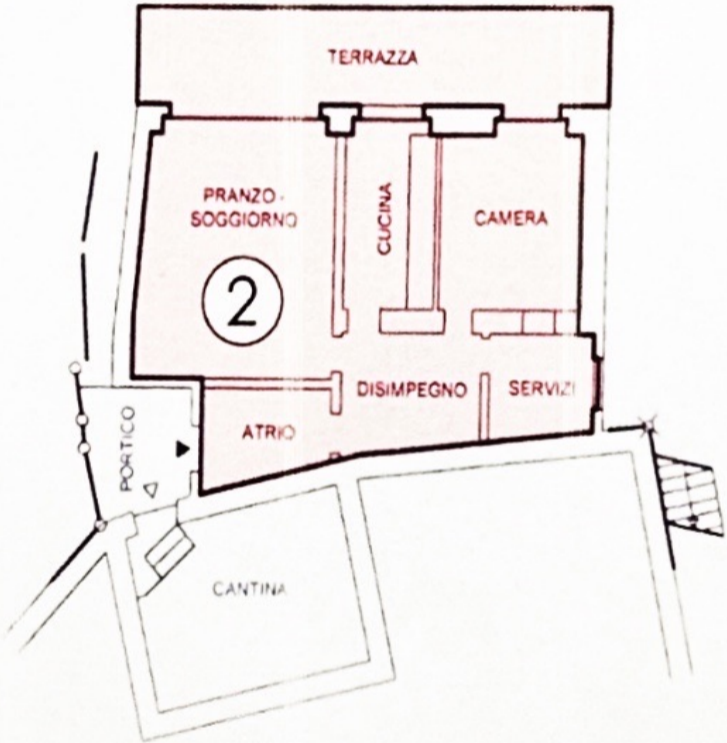 TERRAZZA
PRANZO -
SOGGIORNO
CUCINA
CAMERA
2
DISIMPEGNO
SERVIZI
ATRIO
PORTICO
CANTINA